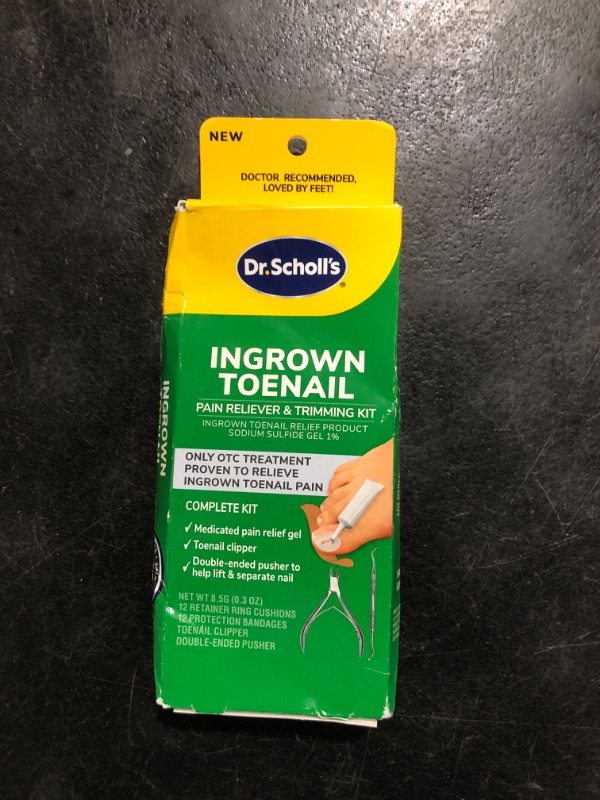 NEW
DOCTOR RECOMMENDED,
LOVED BY FEET!
Dr.Scholl's
INGROWN
TOENAIL
PAIN RELIEVER & TRIMMING KIT
INGROWN TOENAIL RELIEF PRODUCT
SODIUM SULFIDE GEL 1%
ONLY OTC TREATMENT
PROVEN TO RELIEVE
INGROWN TOENAIL PAIN
COMPLETE KIT
✓ Medicated pain relief gel
✓ Toenail clipper
✓ Double-ended pusher to
help lift & separate nail
NET WT 8.5G (0.3 OZ)
12 RETAINER RING CUSHIONS
12 PROTECTION BANDAGES
TOENAIL CLIPPER
DOUBLE-ENDED PUSHER
INGROWN